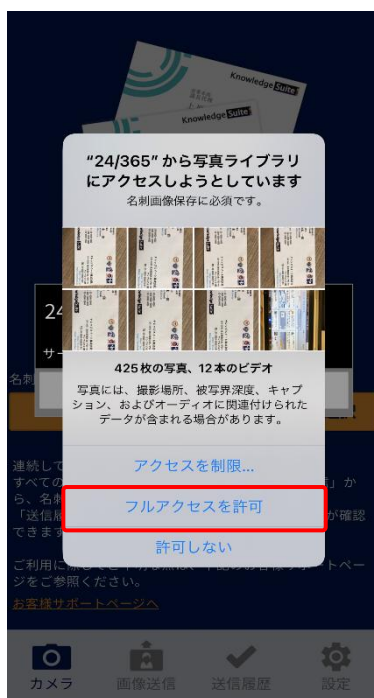 Knowledge Suite
Knowledge Suite
“24/365”から写真ライブラリ
にアクセスしようとしています
名刺画像保存に必須です。
24
サー
名刺
425枚の写真、12本のビデオ
写真には、撮影場所、被写界深度、キャプ
ション、およびオーディオに関連付けられた
データが含まれる場合があります。
アクセスを制限...
連続して
すべての
か
フルアクセスを許可
ら、名刺
「送信履
が確認
できます
許可しない
ご利用に
トペー
ジをご参照ください。
お客様サポートページへ
カメラ
画像送信
送信履歴
設定